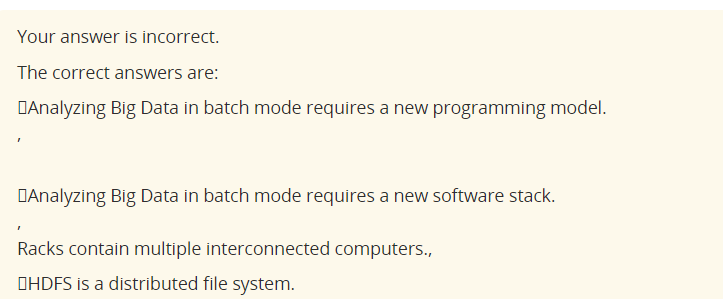 Your answer is incorrect.
The correct answers are:
▯Analyzing Big Data in batch mode requires a new programming model.
,
▯Analyzing Big Data in batch mode requires a new software stack.
,
Racks contain multiple interconnected computers.,
▯HDFS is a distributed file system.